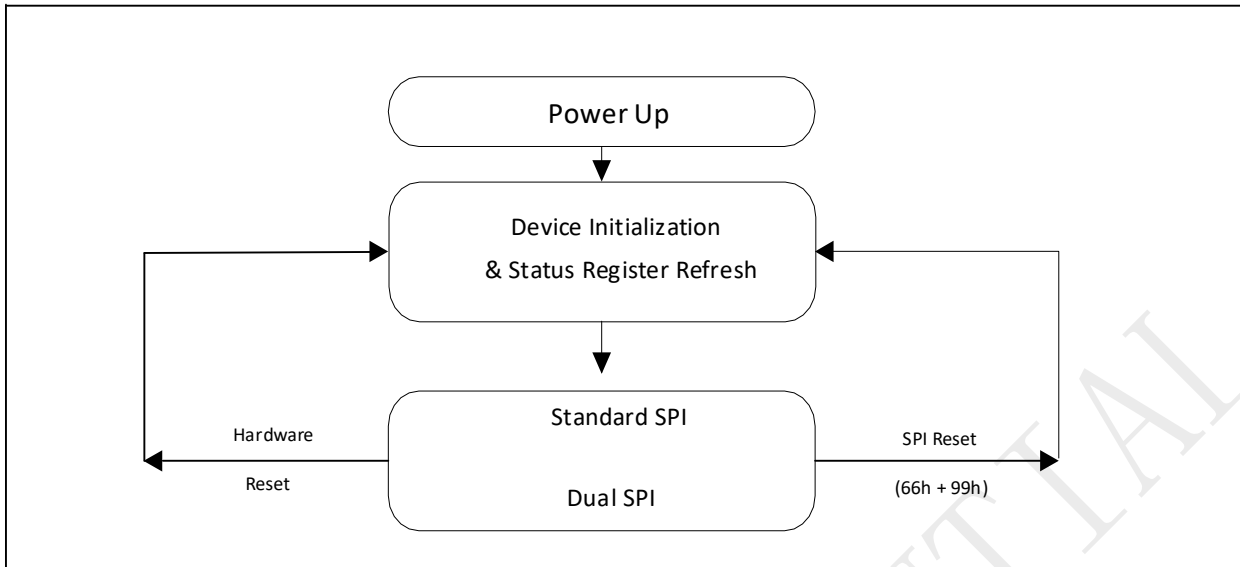 Power Up
Device Initialization
& Status Register Refresh
Standard SPI
Hardware
SPI Reset
Reset
(66h + 99h)
Dual SPI